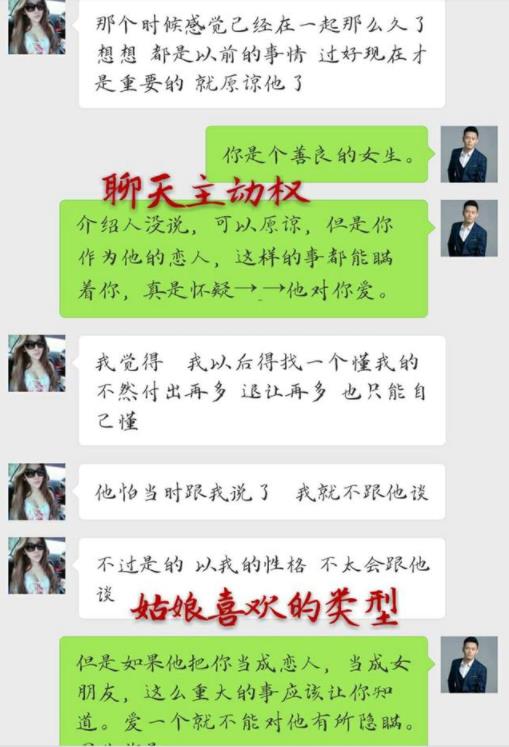 那个时候感觉已经在一起那么久了
想想 都是以前的事情 过好现在才
是重要的 就原谅他了
你是个善良的女生。
聊天主动权
介绍人没说，可以原谅，但是你
作为他的恋人，这样的事都能瞒
着你，真是怀疑→_→他对你爱。
我觉得 我以后得找一个懂我的
不然付出再多 退让再多 也只能自
己懂
他怕当时跟我说了 我就不跟他谈
不过是的 以我的性格 不太会跟他
谈
姑娘喜欢的类型
但是如果他把你当成恋人，当成女
朋友，这么重大的事应该让你知
道。爱一个就不能对他有所隐瞒。